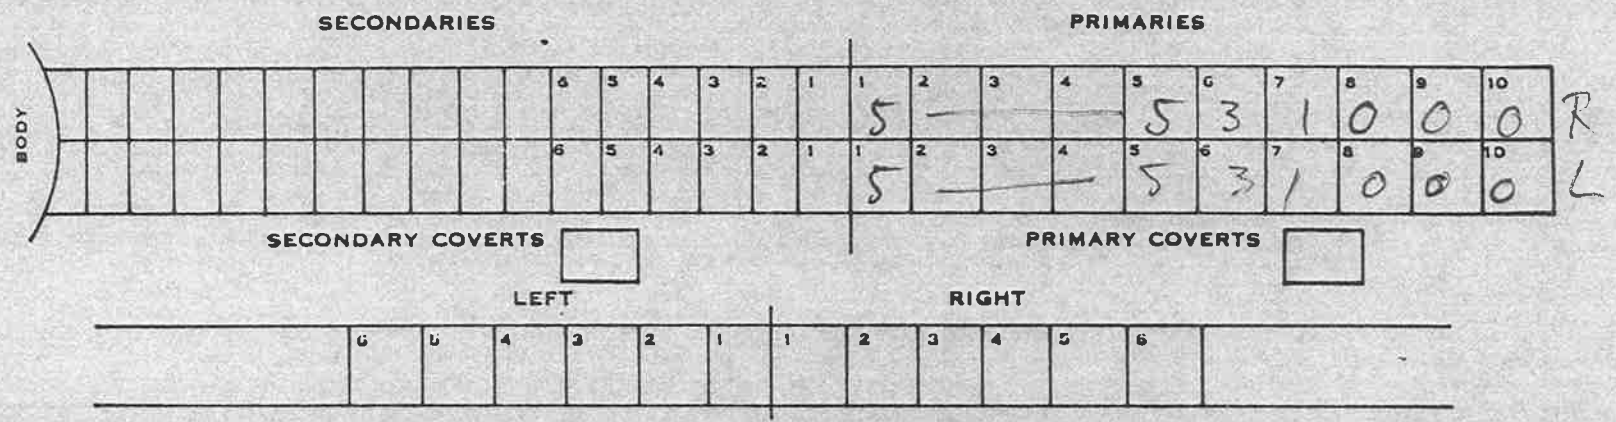 SECONDARIES PRIMARIES
BODY
6 5 4 3 2 1 1 2 3 4 5 6 7 8 9 10
5 — 5 3 1 0 0 0 R
6 5 4 3 2 1 1 2 3 4 5 6 7 8 9 10
5 — 5 3 1 0 0 0 L
SECONDARY COVERTS PRIMARY COVERTS
LEFT RIGHT
6 5 4 3 2 1 1 2 3 4 5 6